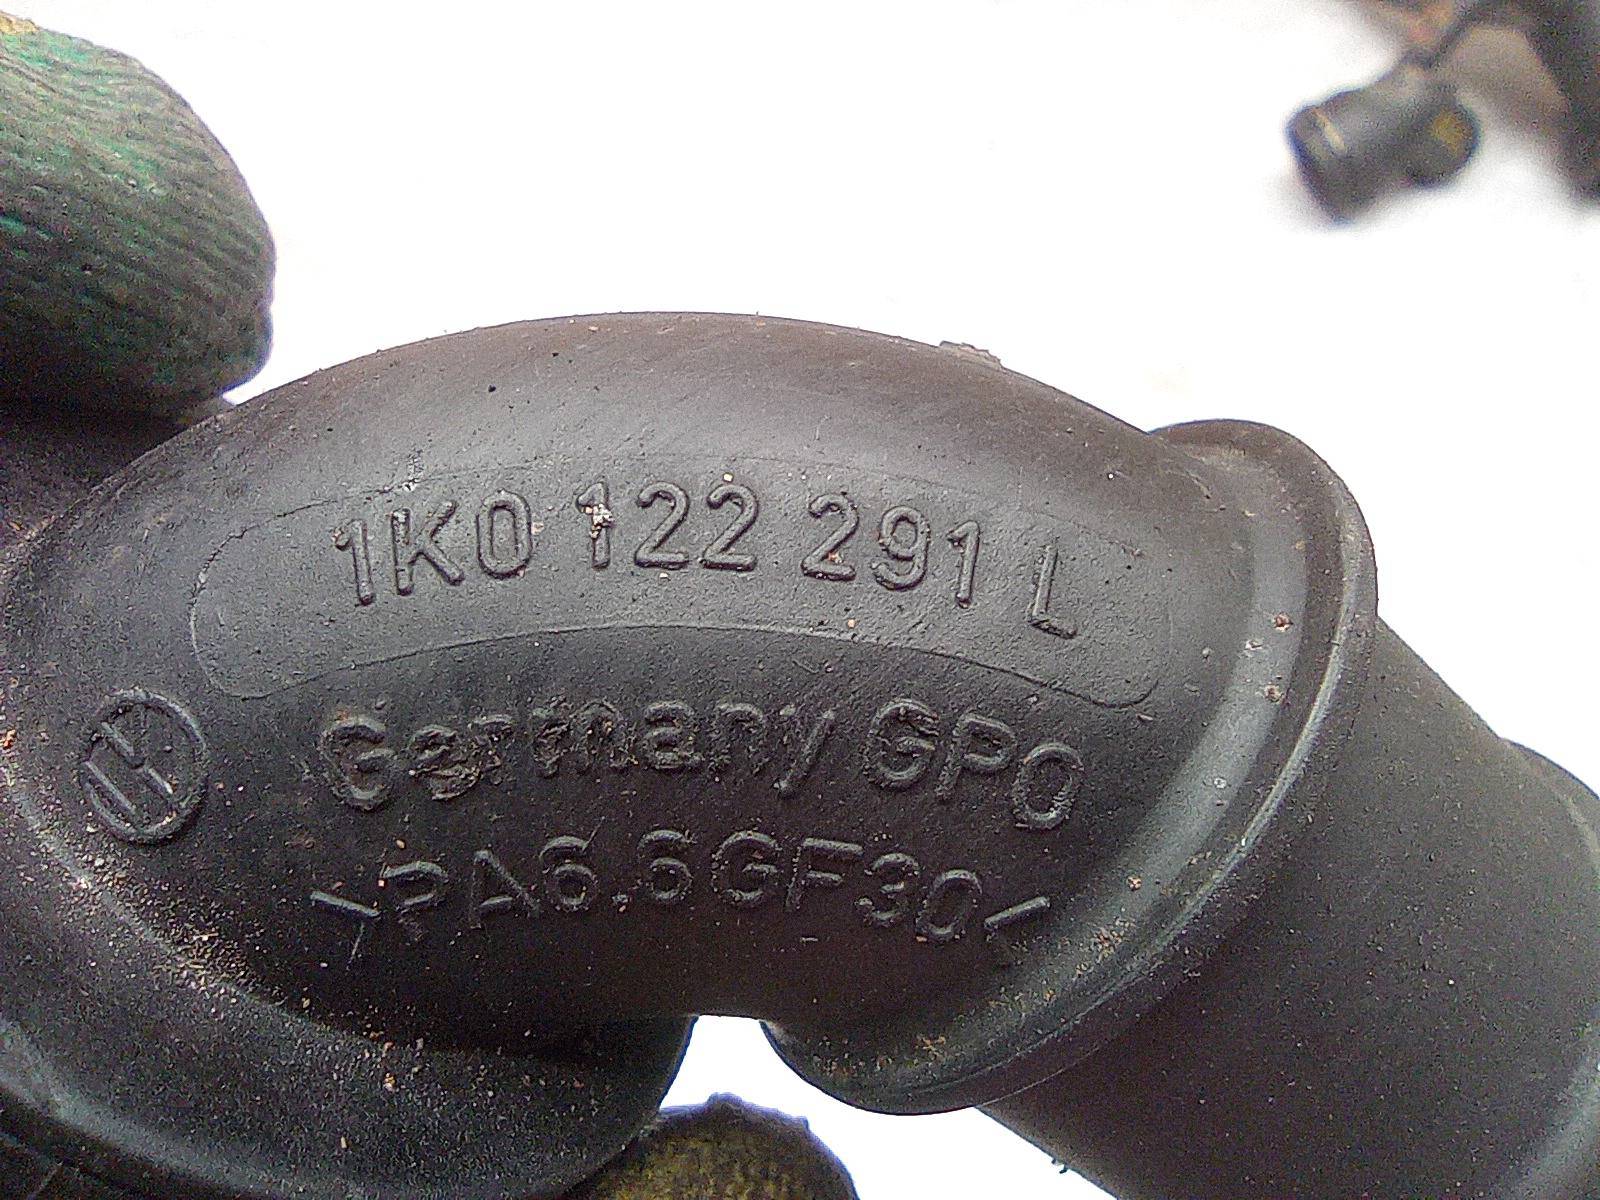 1K0 122 291 L
Germany GPO
>PA6.6GF30<